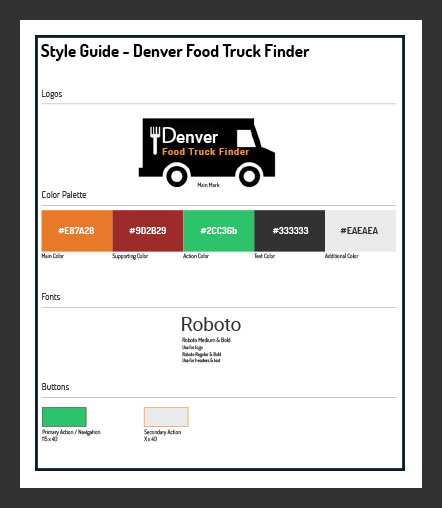 Style Guide - Denver Food Truck Finder
Logos
Denver
Food Truck Finder
Main Mark
Color Palette
#E87A28 #9D2B29 #2CC36b #333333 #EAEAEA
Main Color Supporting Color Action Color Text Color Additional Color
Fonts
Roboto
Roboto Medium & Bold
Use for logo
Roboto Regular & Bold
Use for headers & text
Buttons
Primary Action / Navigation Secondary Action
115 x 40 X x 40